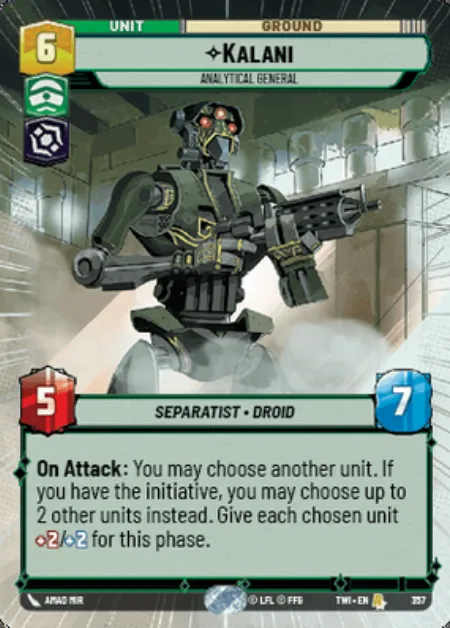 UNIT GROUND
6
✧KALANI
ANALYTICAL GENERAL
5
SEPARATIST • DROID
7
On Attack: You may choose another unit. If
you have the initiative, you may choose up to
2 other units instead. Give each chosen unit
+2/+2 for this phase.
AMAD MIR © LFL © FFG TWI • EN 357